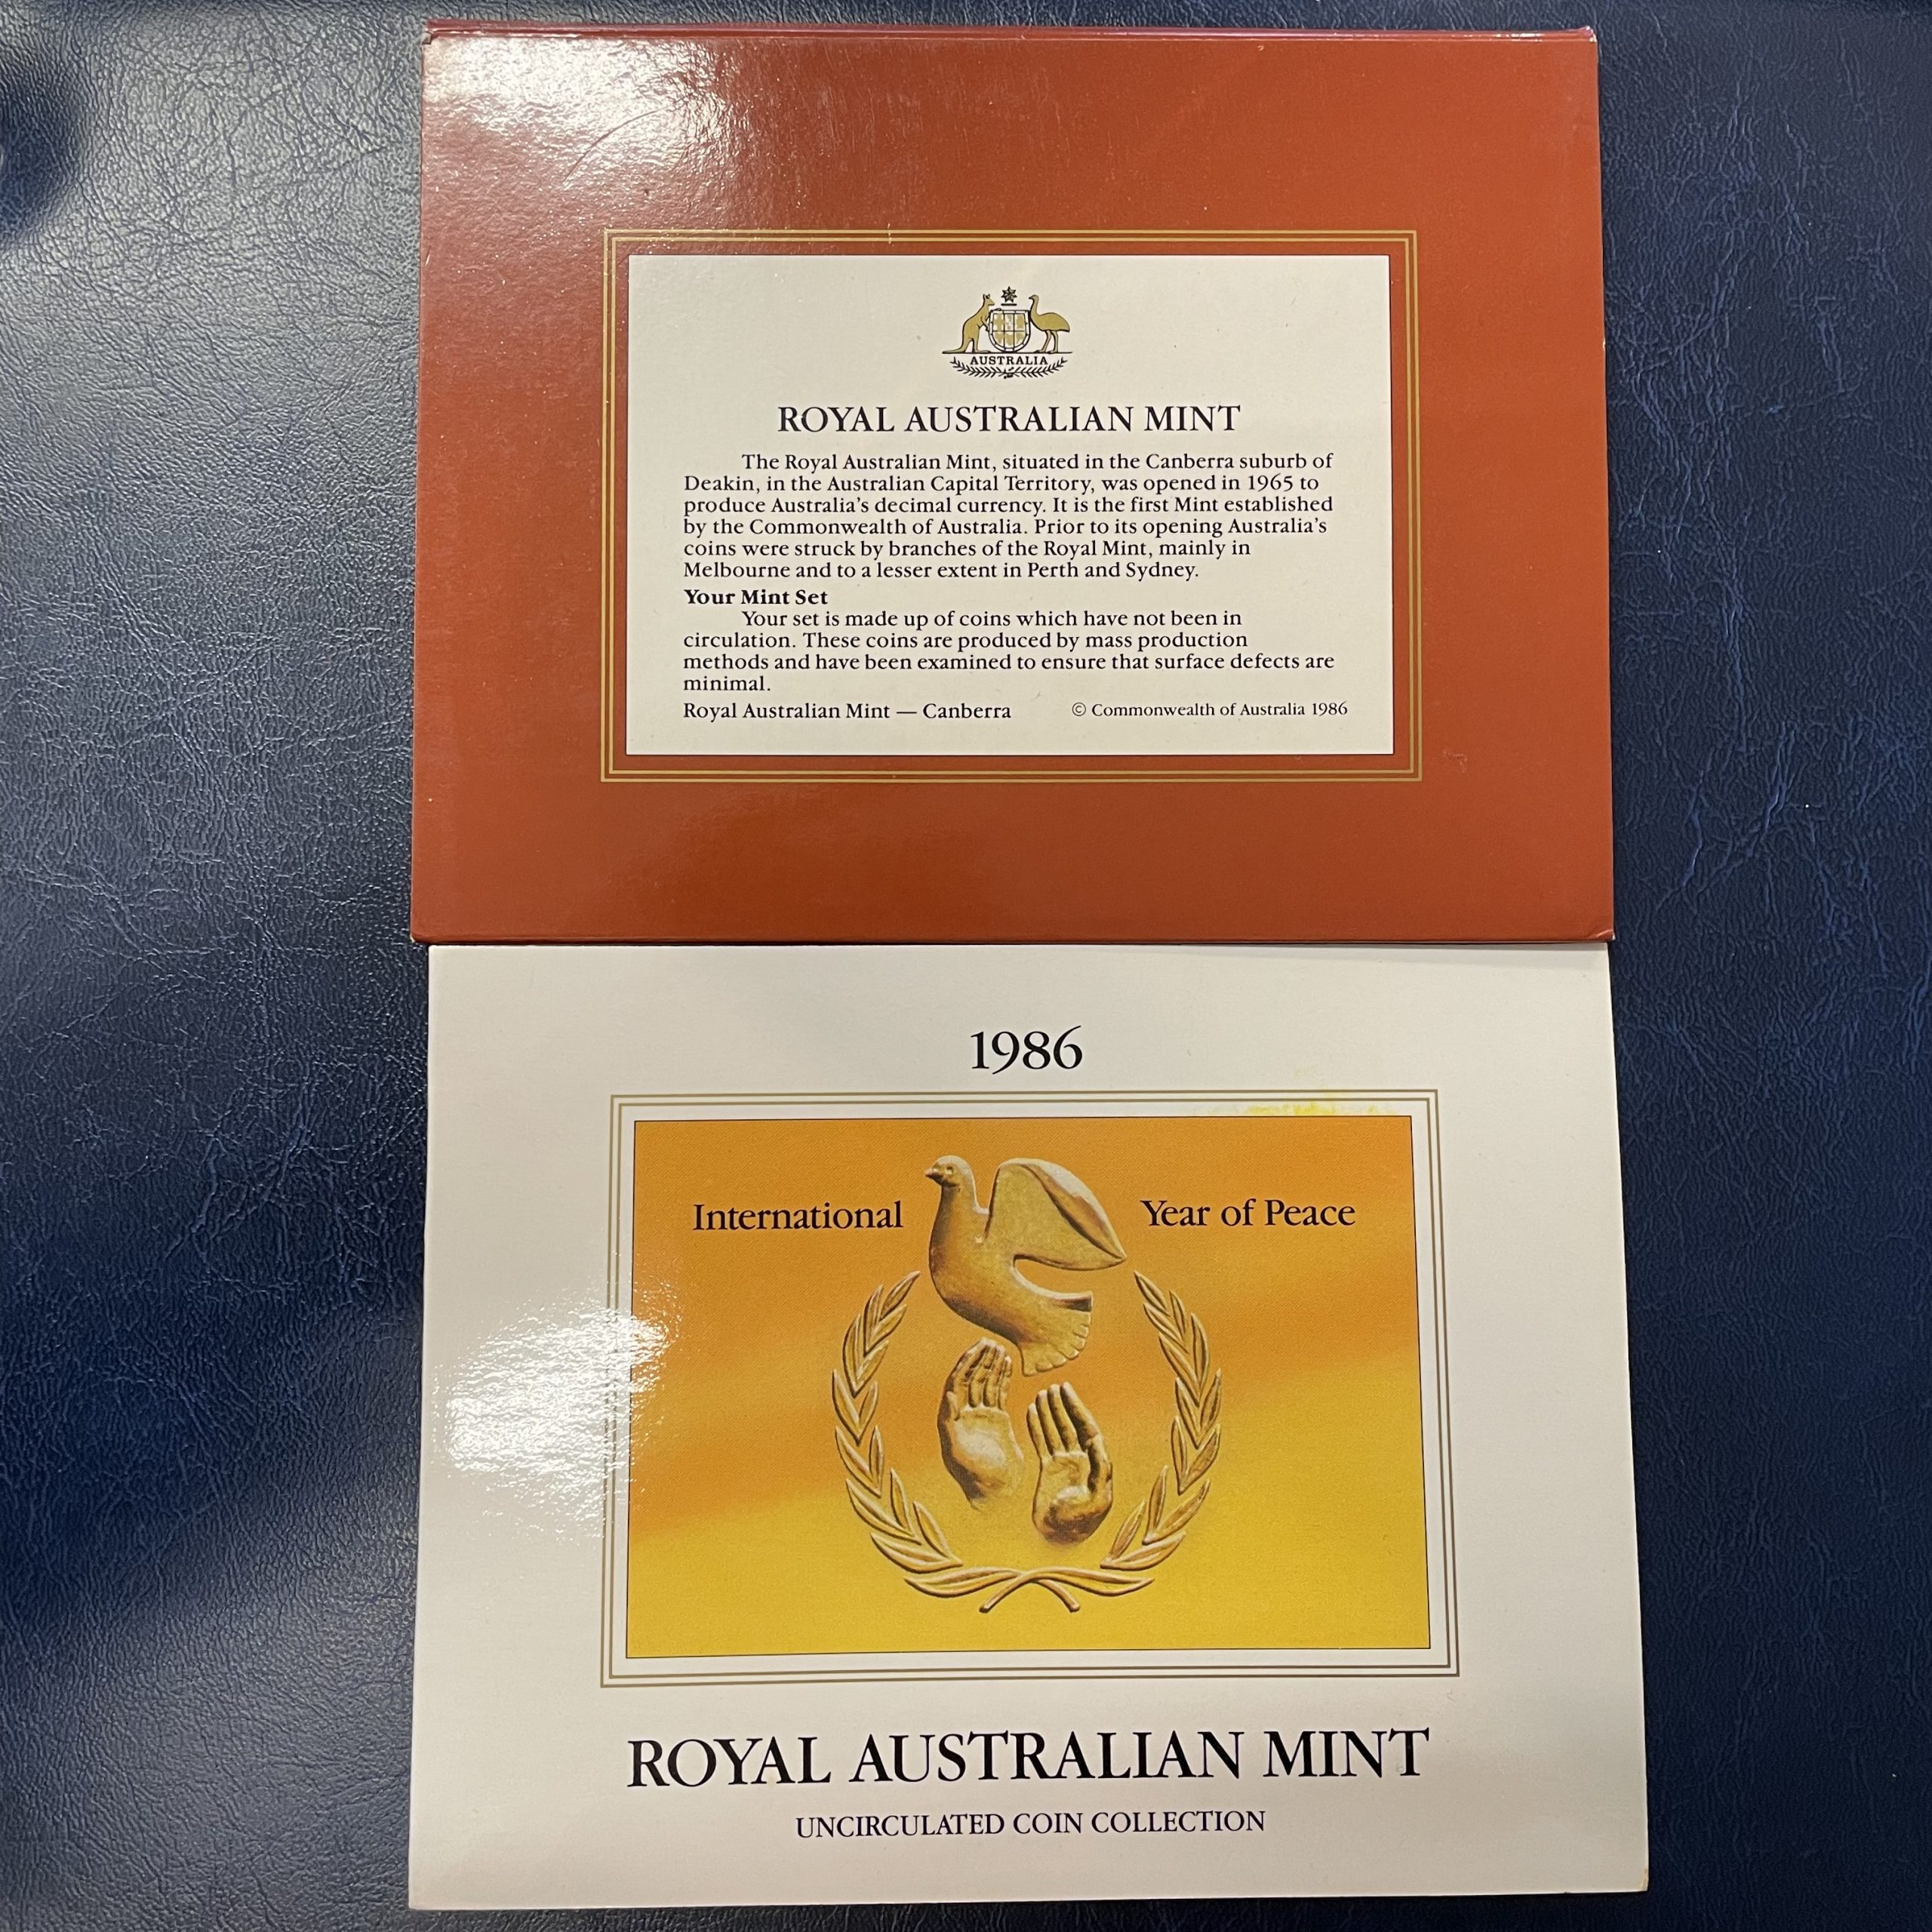 AUSTRALIA
ROYAL AUSTRALIAN MINT
The Royal Australian Mint, situated in the Canberra suburb of
Deakin, in the Australian Capital Territory, was opened in 1965 to
produce Australia's decimal currency. It is the first Mint established
by the Commonwealth of Australia. Prior to its opening Australia's
coins were struck by branches of the Royal Mint, mainly in
Melbourne and to a lesser extent in Perth and Sydney.
Your Mint Set
Your set is made up of coins which have not been in
circulation. These coins are produced by mass production
methods and have been examined to ensure that surface defects are
minimal.
Royal Australian Mint — Canberra © Commonwealth of Australia 1986
1986
International Year of Peace
ROYAL AUSTRALIAN MINT
UNCIRCULATED COIN COLLECTION